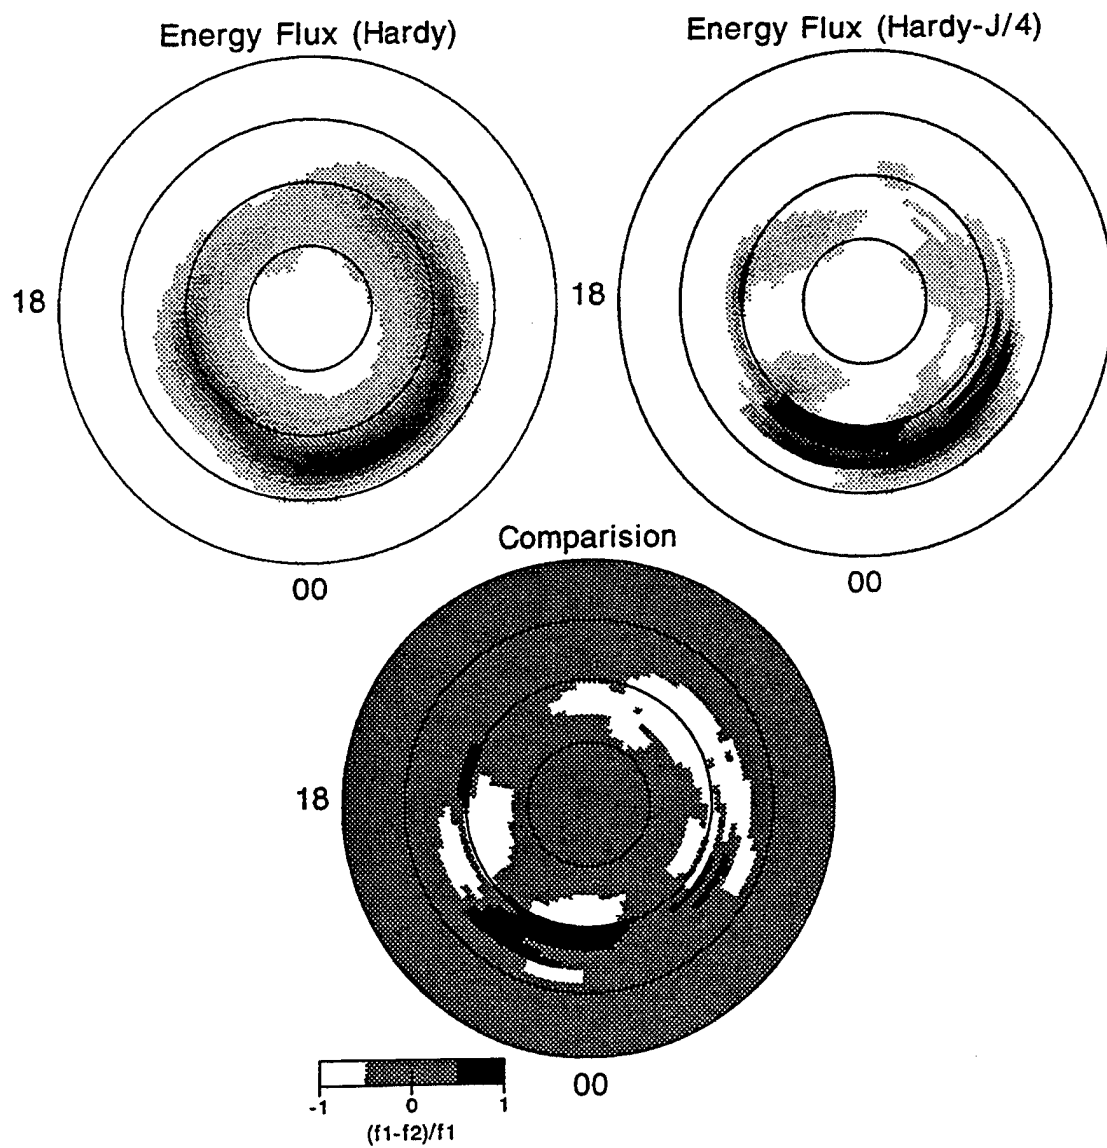 Energy Flux (Hardy)
Energy Flux (Hardy-J/4)
18
18
00
00
Comparision
18
00
-1 0 1
(f1-f2)/f1